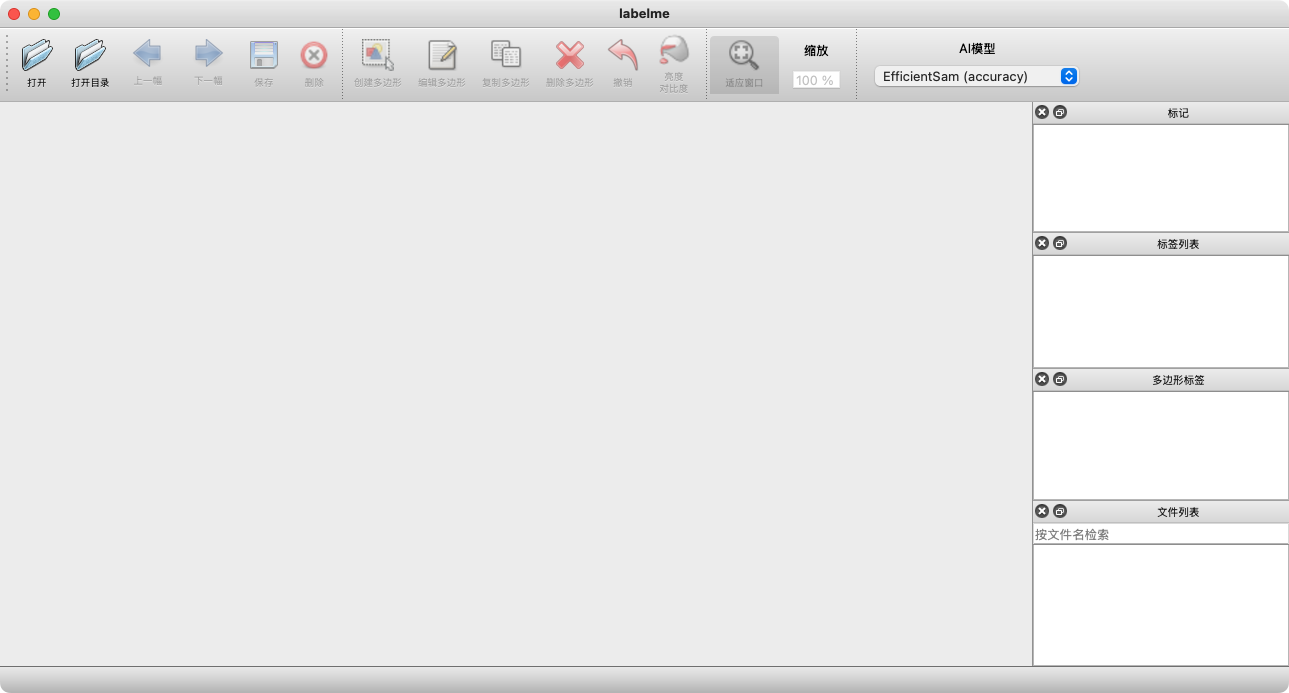 labelme
打开
打开目录
上一幅
下一幅
保存
删除
创建多边形
编辑多边形
复制多边形
删除多边形
撤销
亮度
对比度
适应窗口
缩放
100 %
AI模型
EfficientSam (accuracy)
标记
标签列表
多边形标签
文件列表
按文件名检索